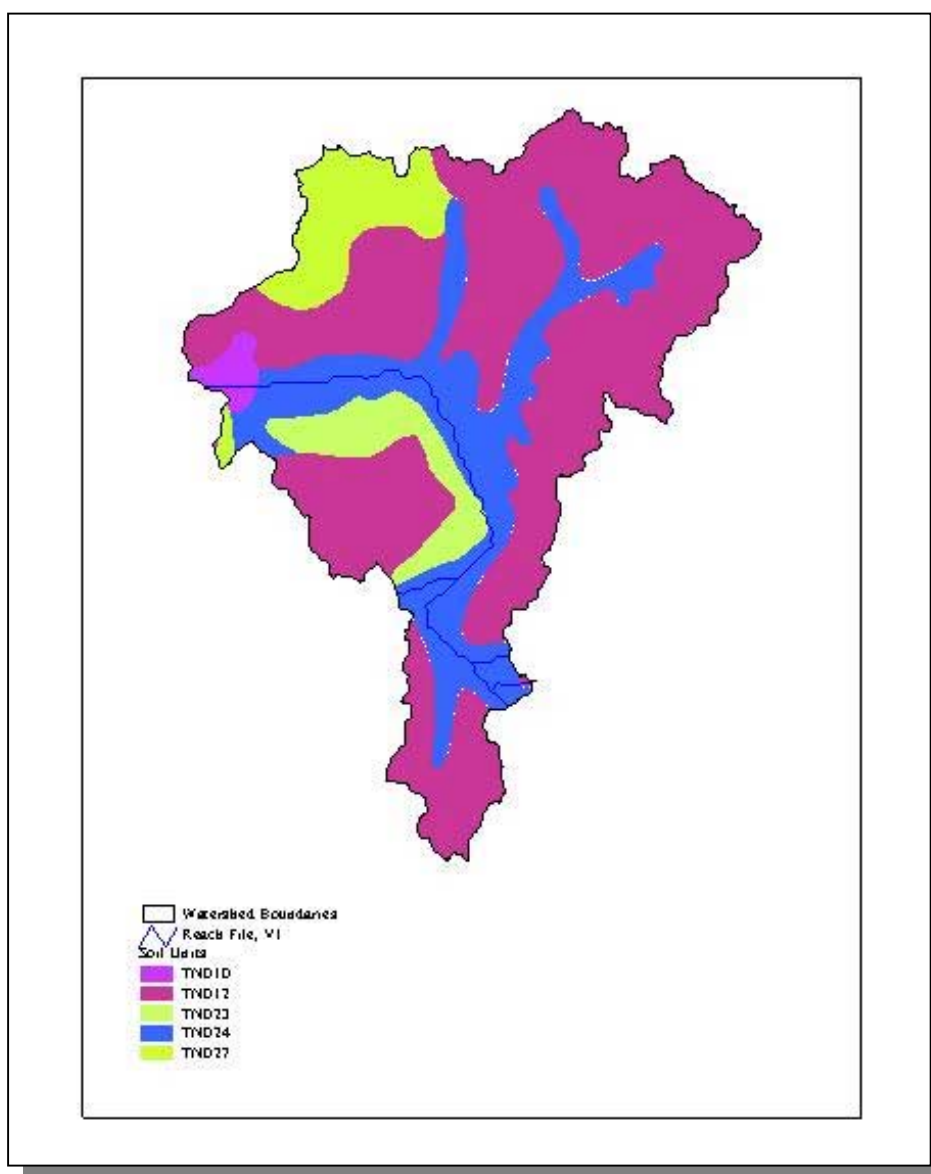 Watershed Boundaries
Reach File, V1
Soil Units
TN010
TN012
TN023
TN024
TN027